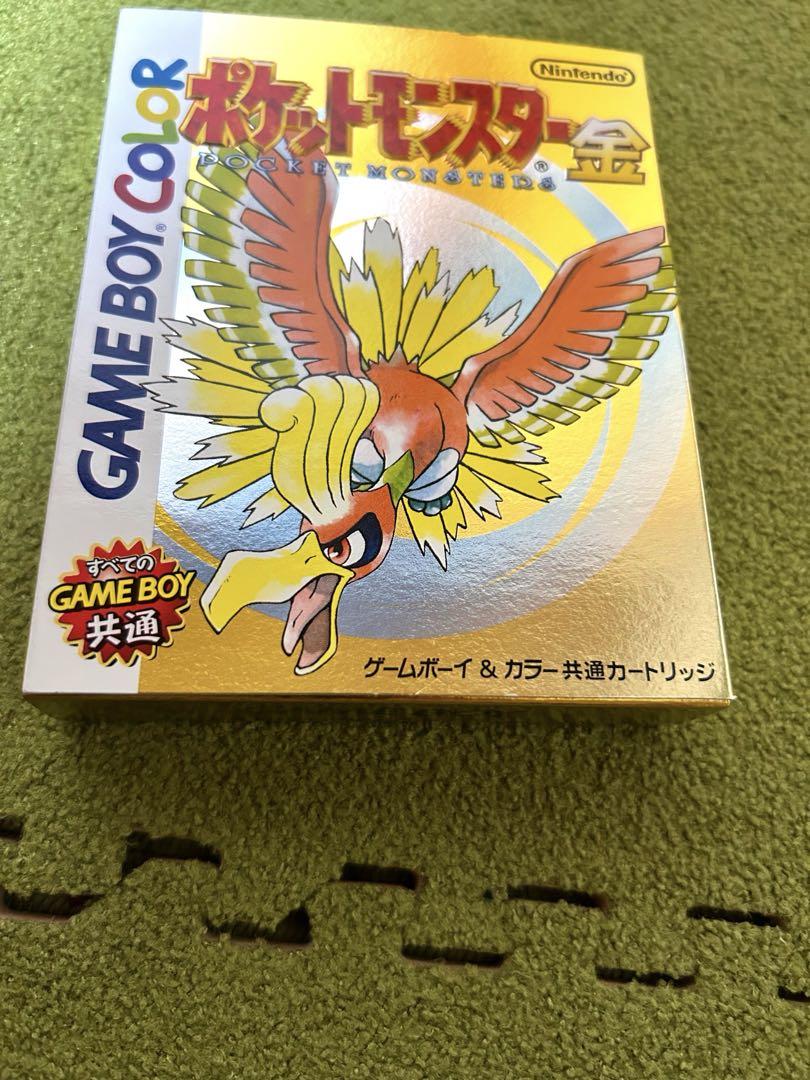 Nintendo®
ポケットモンスター金
POCKET MONSTERS®
GAME BOY® COLOR
すべての
GAME BOY
共通
ゲームボーイ & カラー共通カートリッジ